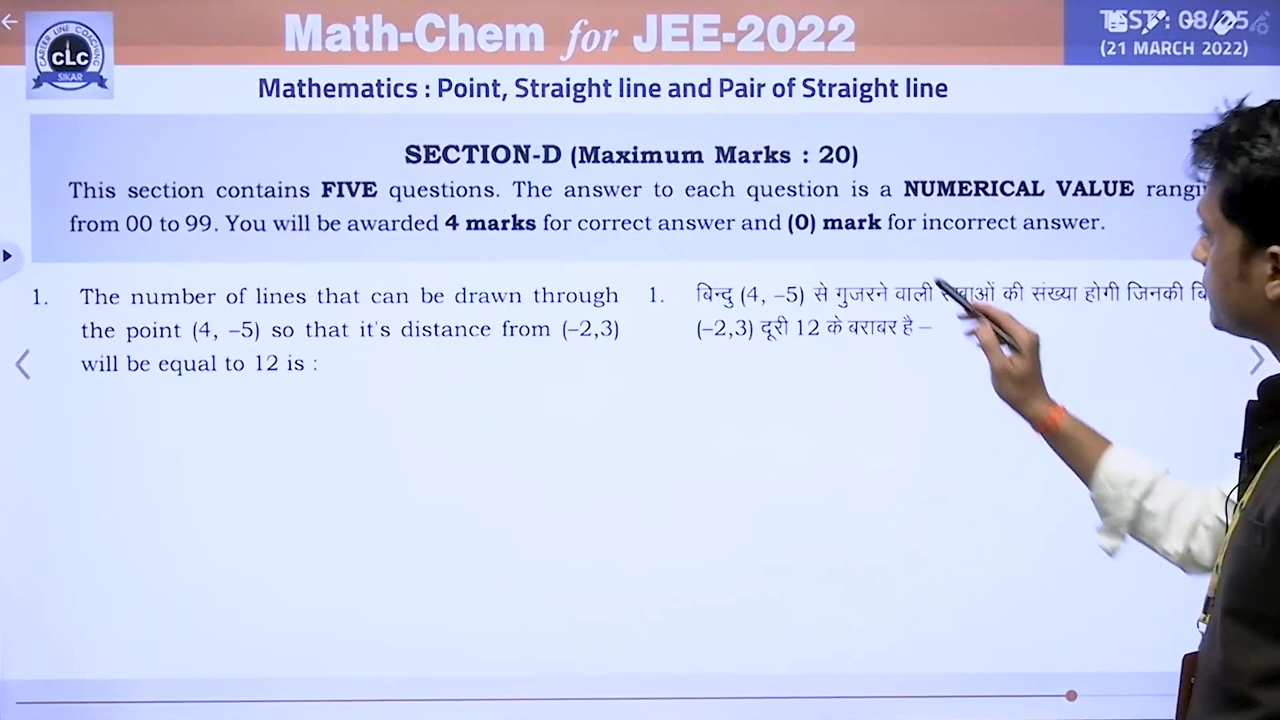 Math-Chem for JEE-2022
(21 MARCH 2022)
CAREER LINE COACHING
CLC
SIKAR
Mathematics : Point, Straight line and Pair of Straight line
SECTION-D (Maximum Marks : 20)
This section contains FIVE questions. The answer to each question is a NUMERICAL VALUE
from 00 to 99. You will be awarded 4 marks for correct answer and (0) mark for incorrect answer.
1. The number of lines that can be drawn through
the point (4, –5) so that it's distance from (–2,3)
will be equal to 12 is :
1. बिन्दु (4, –5) से गुजरने वाली की संख्या होगी जिनकी
(–2,3) दूरी 12 के बराबर है –